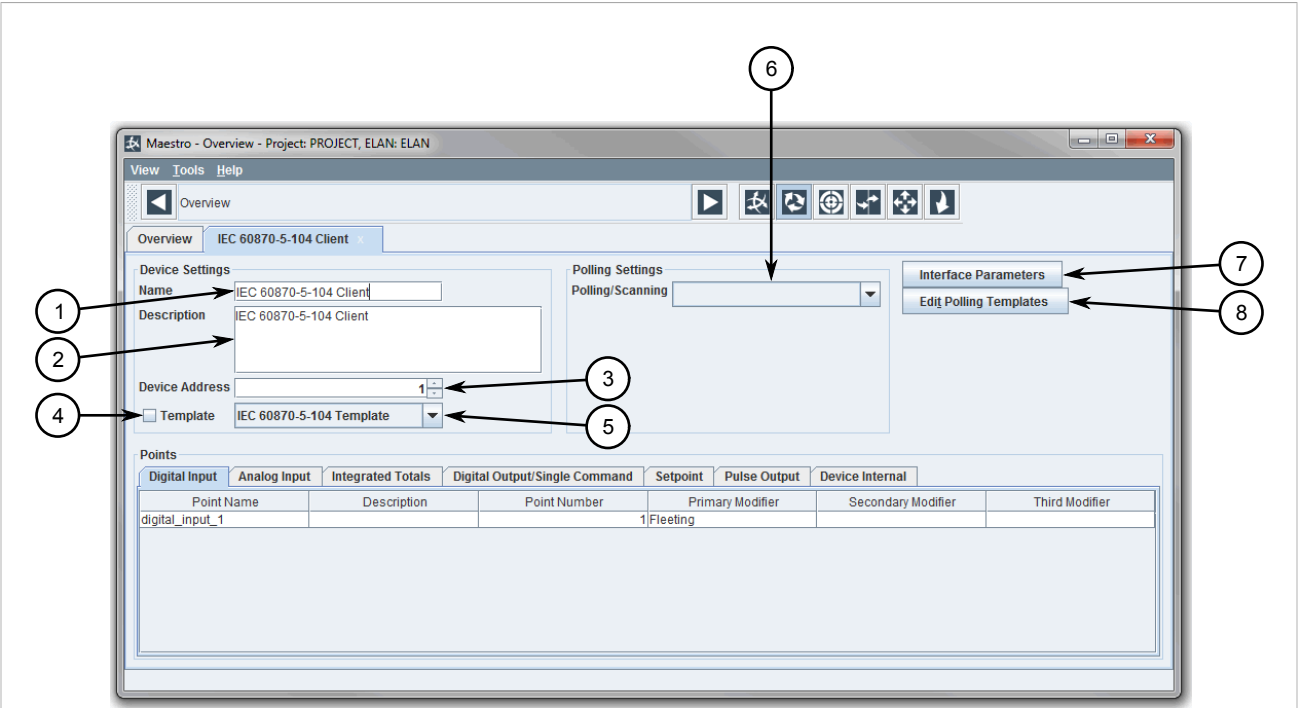 6
Maestro - Overview - Project: PROJECT, ELAN: ELAN
View Tools Help
Overview
Overview IEC 60870-5-104 Client x
Device Settings Polling Settings
Interface Parameters 7
Name IEC 60870-5-104 Client Polling/Scanning
1
Edit Polling Templates 8
Description IEC 60870-5-104 Client
2
Device Address 1 3
4 Template IEC 60870-5-104 Template 5
Points
Digital Input Analog Input Integrated Totals Digital Output/Single Command Setpoint Pulse Output Device Internal
Point Name Description Point Number Primary Modifier Secondary Modifier Third Modifier
digital_input_1 1 Fleeting